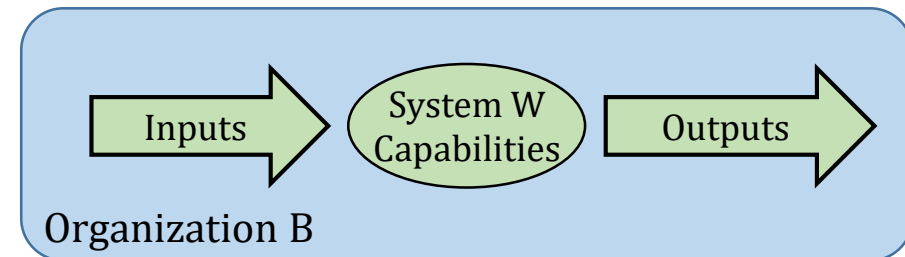 Inputs
System W
Capabilities
Outputs
Organization B